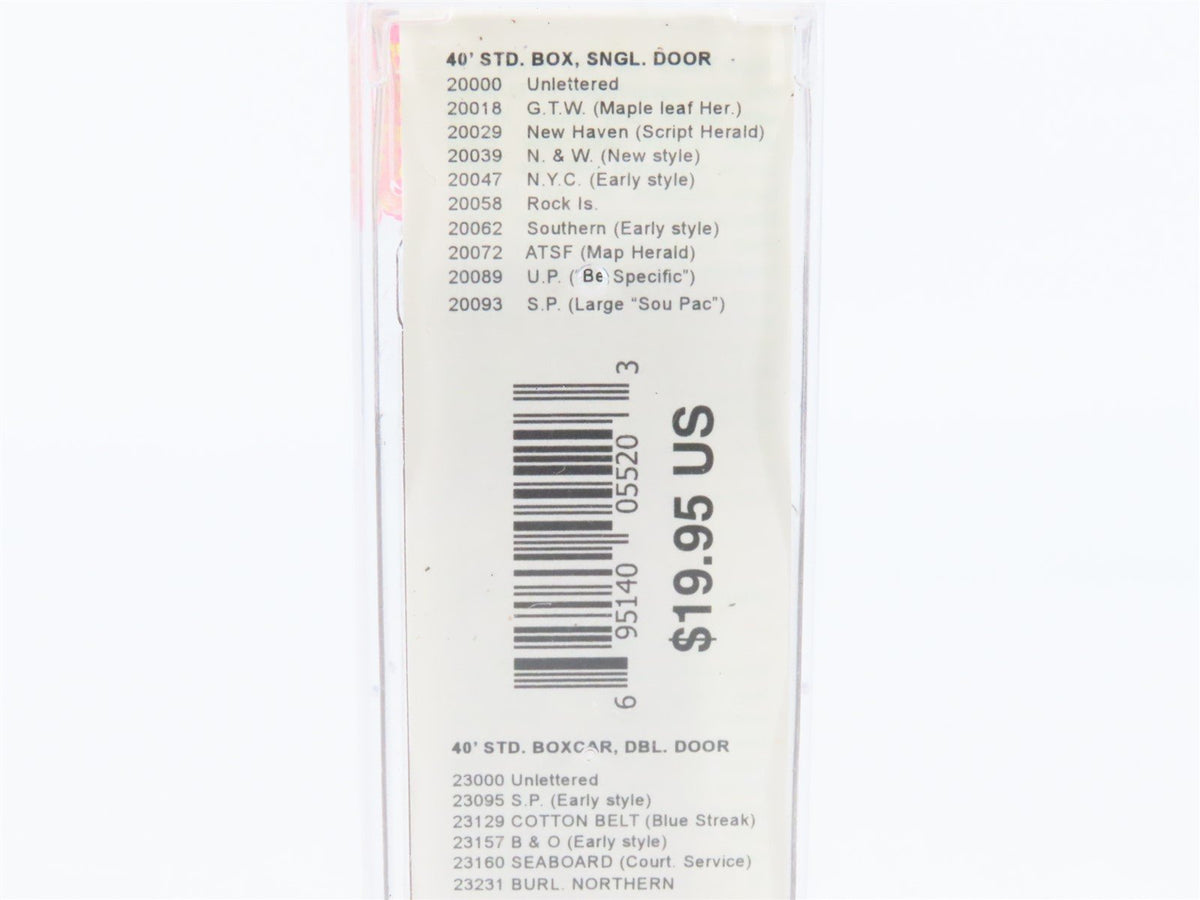 40' STD. BOX, SNGL. DOOR
20000 Unlettered
20018 G.T.W. (Maple leaf Her.)
20029 New Haven (Script Herald)
20039 N. & W. (New style)
20047 N.Y.C. (Early style)
20058 Rock Is.
20062 Southern (Early style)
20072 ATSF (Map Herald)
20089 U.P. ("Be Specific")
20093 S.P. (Large "Sou Pac")
6 95140 05520 3
$19.95 US
40' STD. BOXCAR, DBL. DOOR
23000 Unlettered
23095 S.P. (Early style)
23129 COTTON BELT (Blue Streak)
23157 B & O (Early style)
23160 SEABOARD (Court. Service)
23231 BURL. NORTHERN